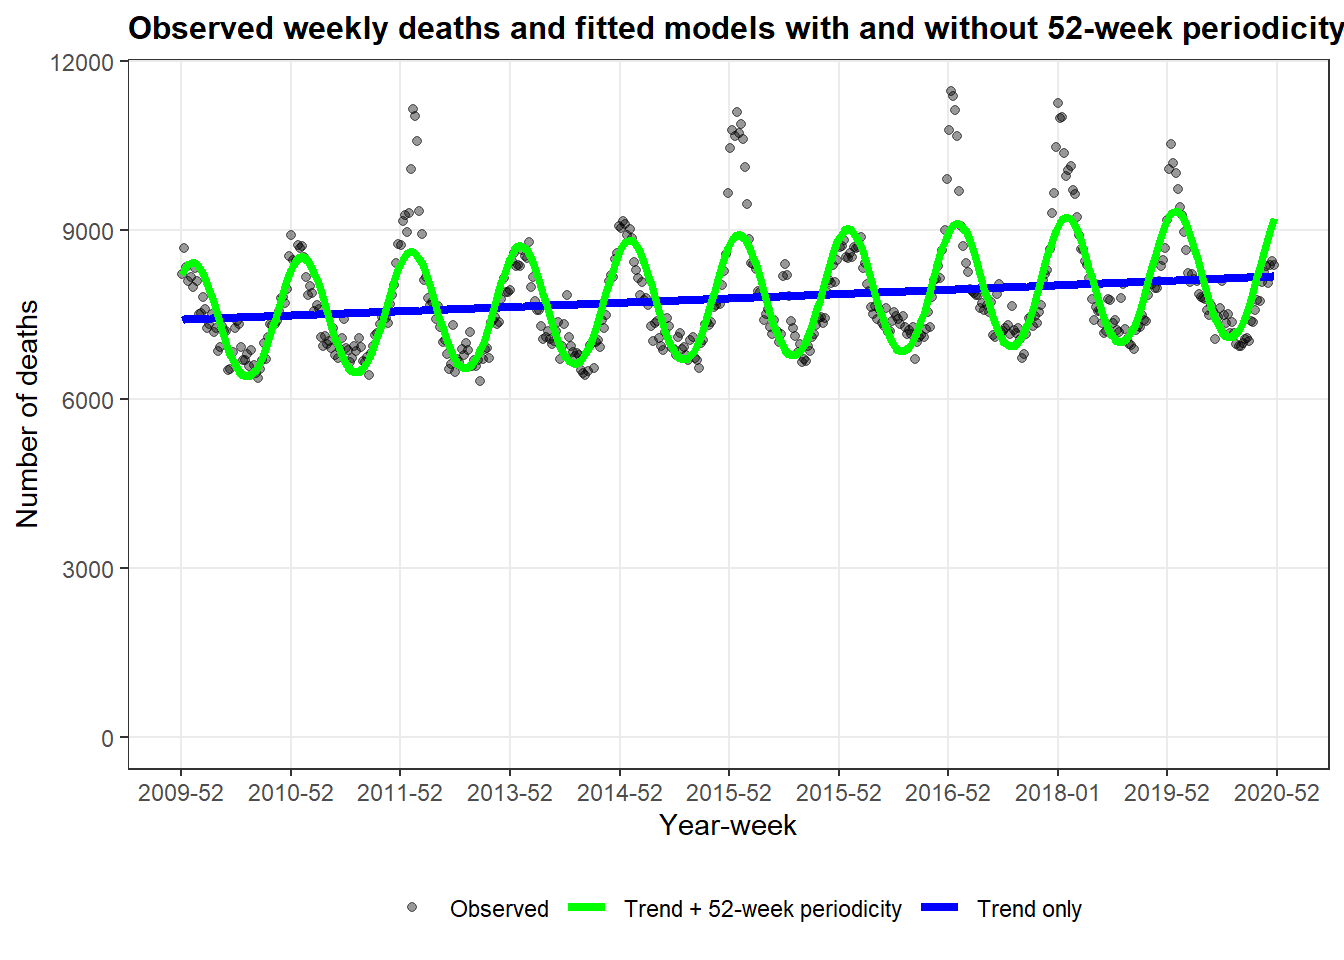 Observed weekly deaths and fitted models with and without 52-week periodicity
12000
9000
6000
3000
0
Number of deaths
2009-52 2010-52 2011-52 2013-52 2014-52 2015-52 2015-52 2016-52 2018-01 2019-52 2020-52
Year-week
Observed Trend + 52-week periodicity Trend only